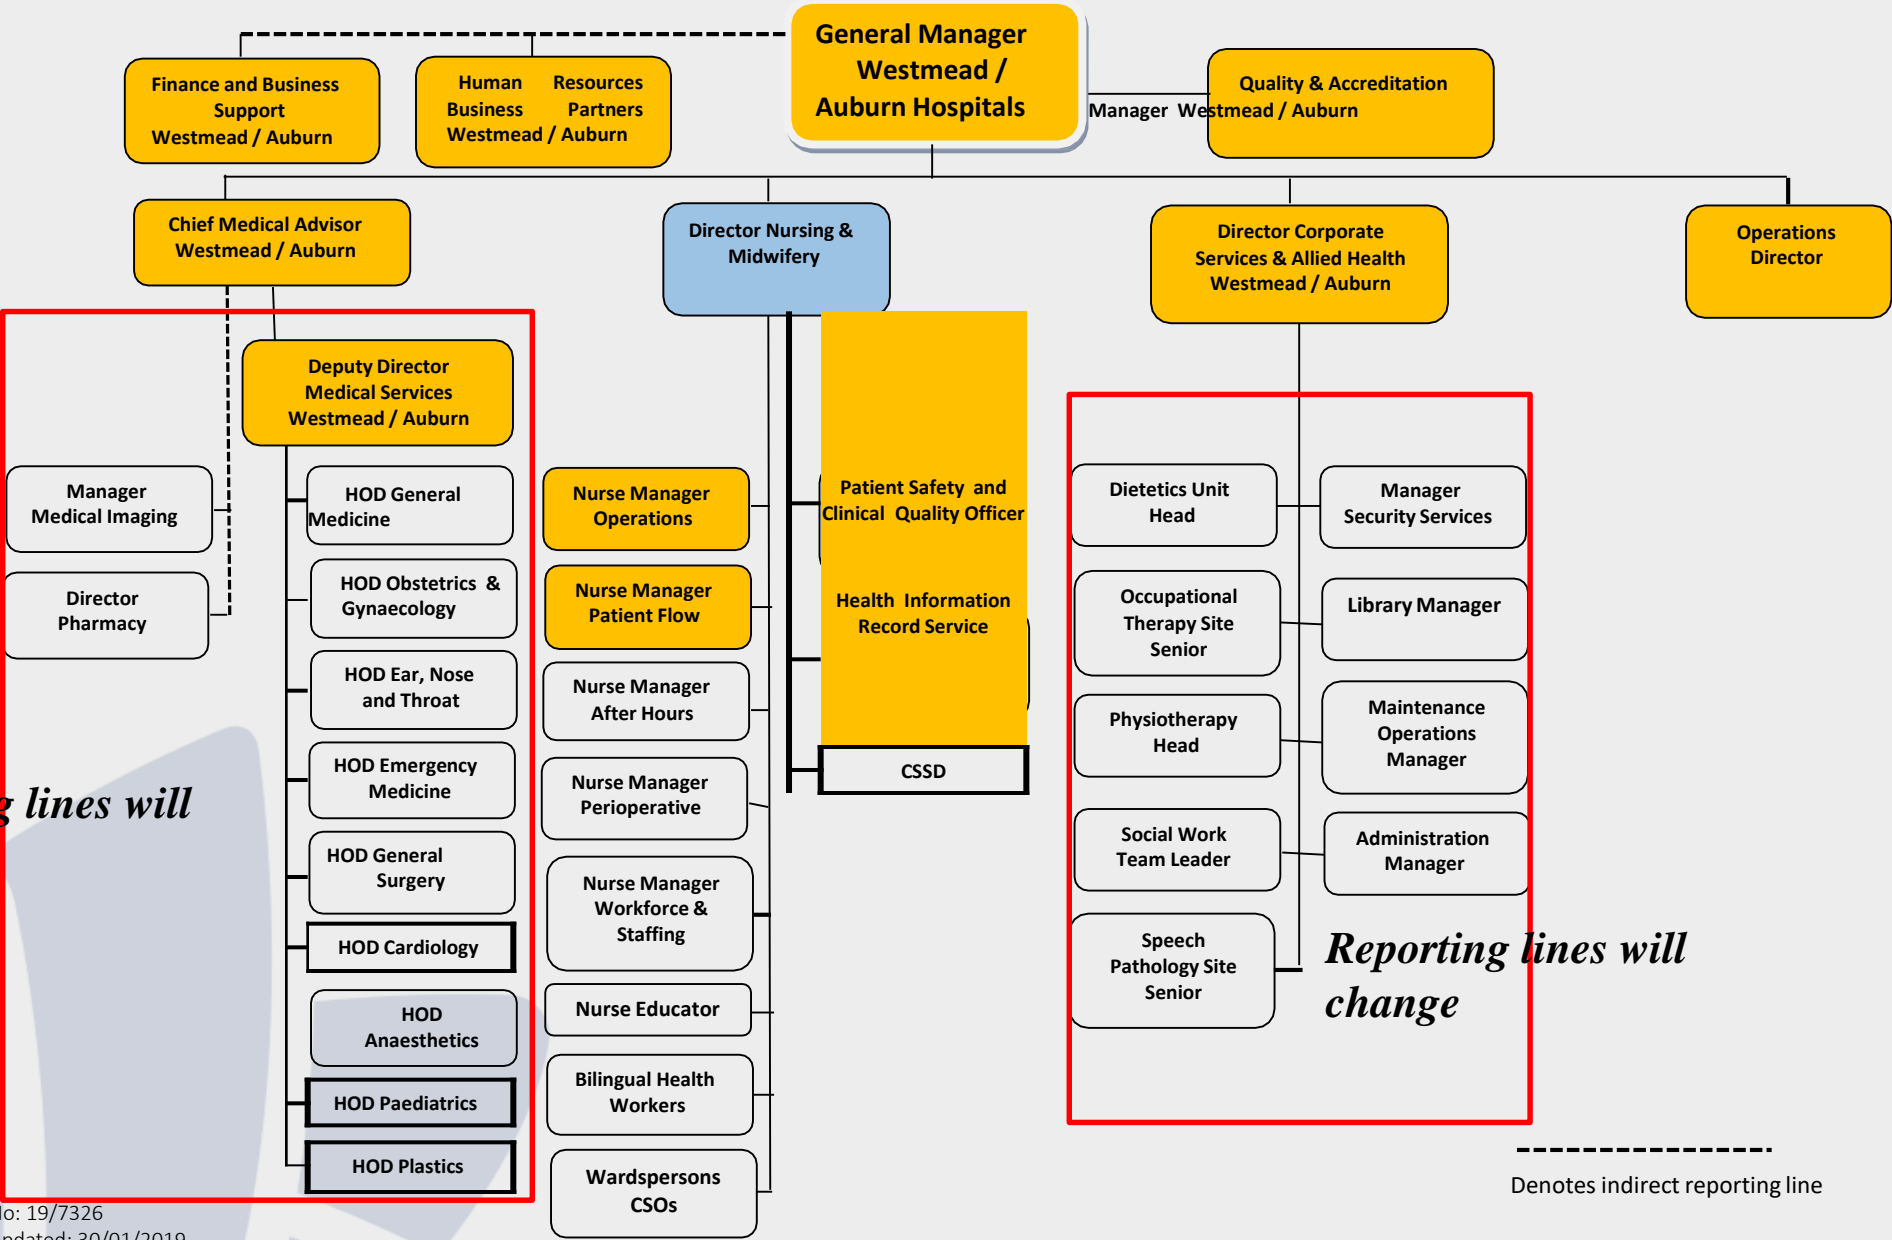 General Manager
Westmead /
Auburn Hospitals
Finance and Business
Support
Westmead / Auburn
Human Resources
Business Partners
Westmead / Auburn
Quality & Accreditation
Manager Westmead / Auburn
Chief Medical Advisor
Westmead / Auburn
Director Nursing &
Midwifery
Director Corporate
Services & Allied Health
Westmead / Auburn
Operations
Director
Deputy Director
Medical Services
Westmead / Auburn
Manager
Medical Imaging
Director
Pharmacy
HOD General
Medicine
HOD Obstetrics &
Gynaecology
HOD Ear, Nose
and Throat
HOD Emergency
Medicine
HOD General
Surgery
HOD Cardiology
HOD
Anaesthetics
HOD Paediatrics
HOD Plastics
lines will
Nurse Manager
Operations
Nurse Manager
Patient Flow
Nurse Manager
After Hours
Nurse Manager
Perioperative
Nurse Manager
Workforce &
Staffing
Nurse Educator
Bilingual Health
Workers
Wardspersons
CSOs
Patient Safety and
Clinical Quality Officer
Health Information
Record Service
CSSD
Dietetics Unit
Head
Occupational
Therapy Site
Senior
Physiotherapy
Head
Social Work
Team Leader
Speech
Pathology Site
Senior
Manager
Security Services
Library Manager
Maintenance
Operations
Manager
Administration
Manager
Reporting lines will
change
Denotes indirect reporting line
19/7326
30/01/2019